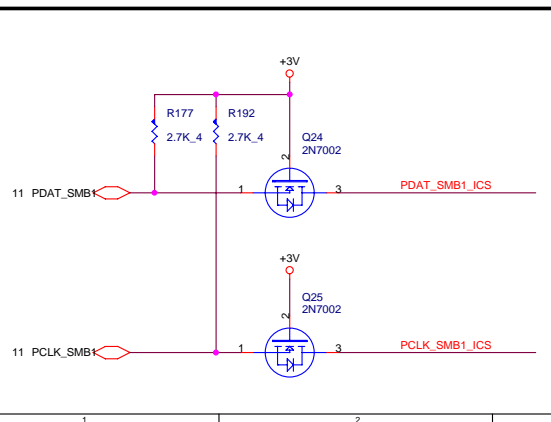 +3V
R177
R192
Q24
2N7002
2.7K_4
2.7K_4
2
11 PDAT_SMB1
1
3
PDAT_SMB1_ICS
+3V
Q25
2N7002
2
11 PCLK_SMB1
1
3
PCLK_SMB1_ICS
1
2